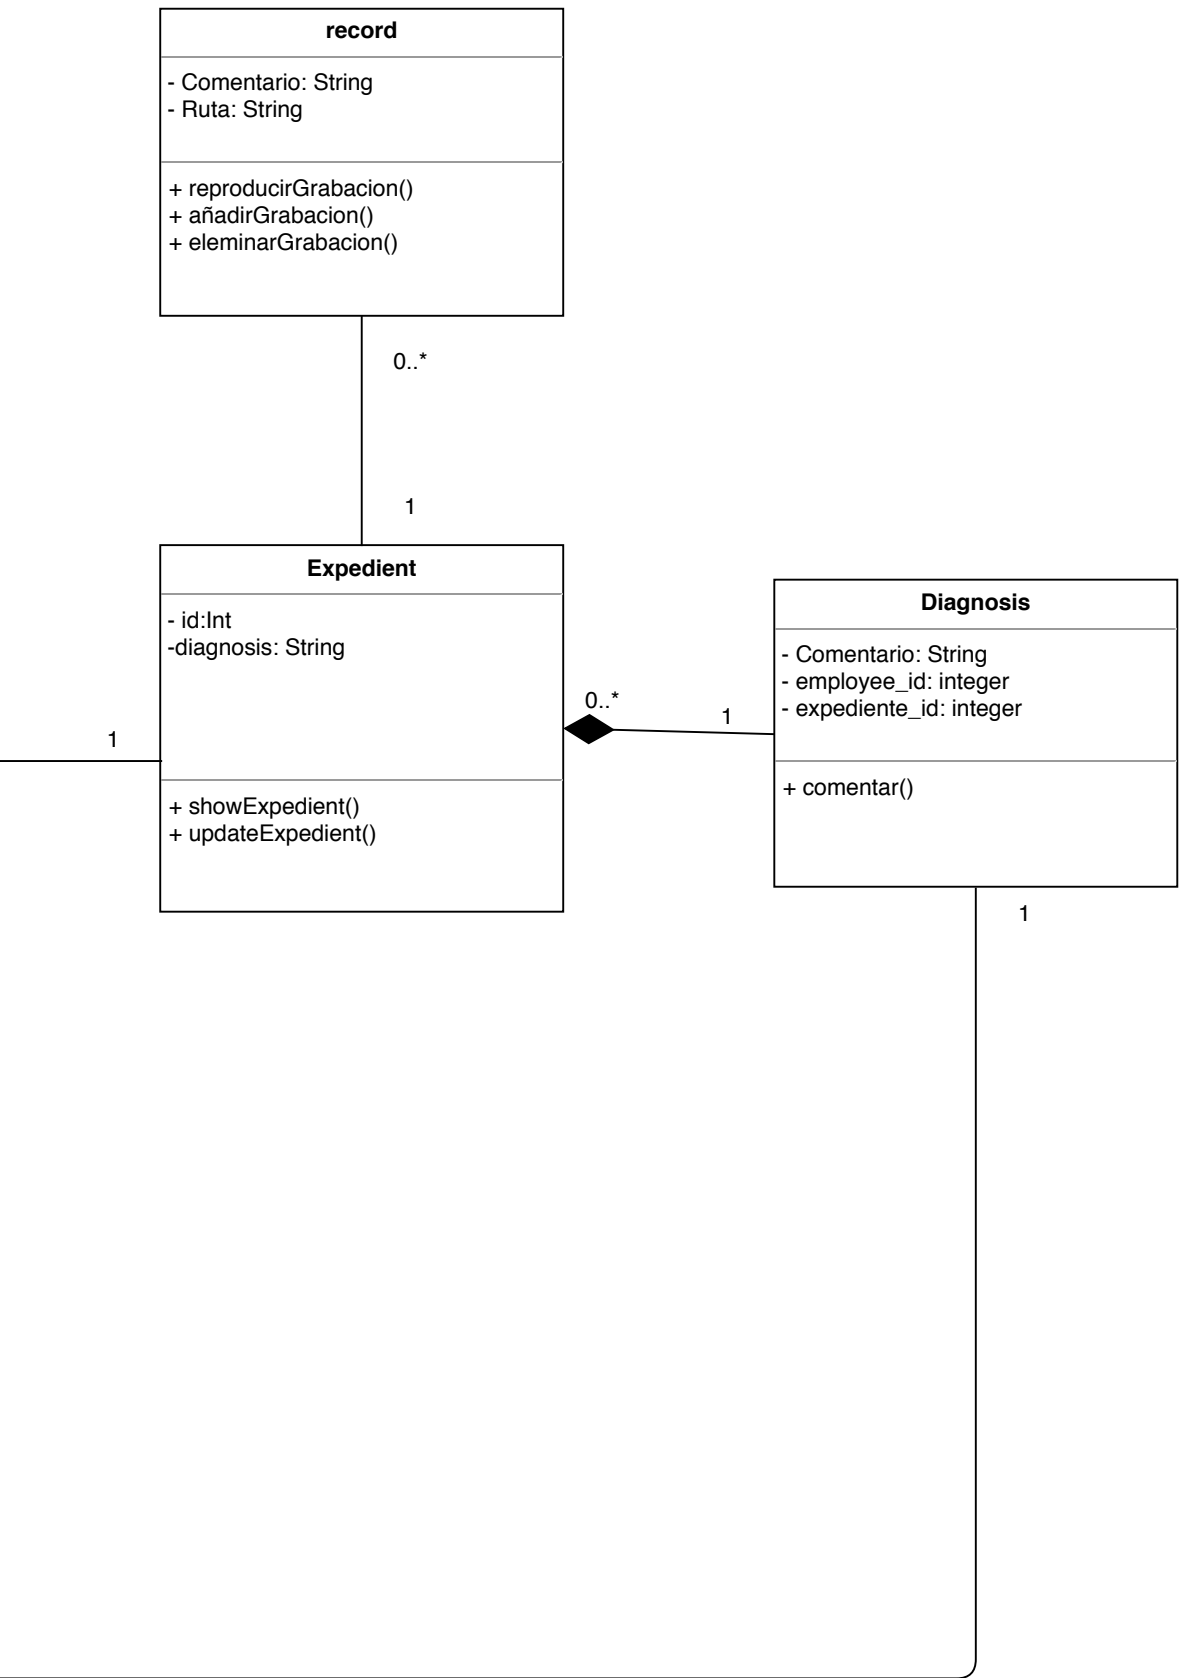 record
- Comentario: String
- Ruta: String
+ reproducirGrabacion()
+ añadirGrabacion()
+ eleminarGrabacion()
0..*
1
Expedient
- id:Int
-diagnosis: String
+ showExpedient()
+ updateExpedient()
1
0..*
1
Diagnosis
- Comentario: String
- employee_id: integer
- expediente_id: integer
+ comentar()
1